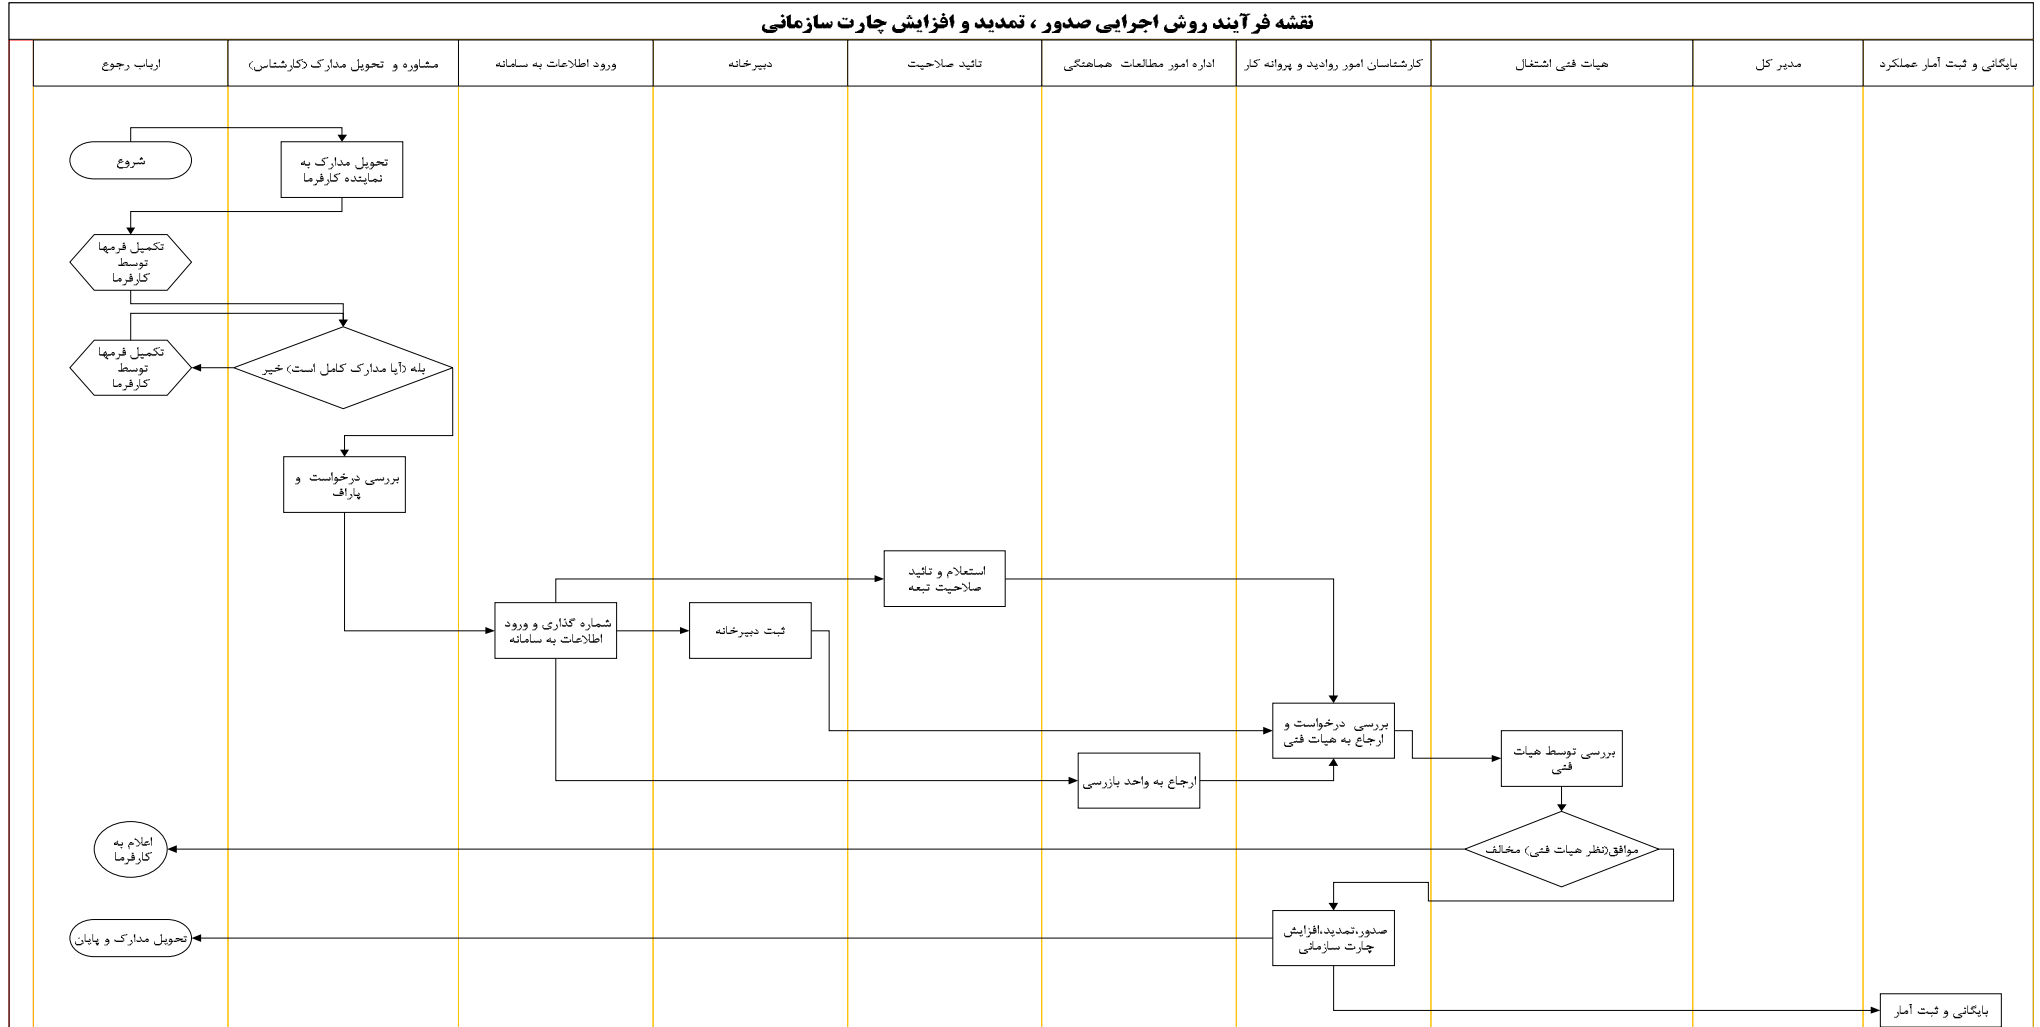 نقشه فرآیند روش اجرایی صدور ، تمدید و افزایش چارت سازمانی
ارباب رجوع
مشاوره و تحویل مدارک (کارشناس)
ورود اطلاعات به سامانه
دبیرخانه
تائید صلاحیت
اداره امور مطالعات هماهنگی
کارشناسان امور روادید و پروانه کار
هیات فنی اشتغال
مدیر کل
بایگانی و ثبت آمار عملکرد
شروع
تحویل مدارک به
نماینده کارفرما
تکمیل فرمها
توسط
کارفرما
تکمیل فرمها
توسط
کارفرما
بله (آیا مدارک کامل است) خیر
بررسی درخواست و
پاراف
استعلام و تائید
صلاحیت تبعه
شماره گذاری و ورود
اطلاعات به سامانه
ثبت دبیرخانه
بررسی درخواست و
ارجاع به هیات فنی
بررسی توسط هیات
فنی
ارجاع به واحد بازرسی
موافق(نظر هیات فنی) مخالف
اعلام به
کارفرما
صدور،تمدید،افزایش
چارت سازمانی
تحویل مدارک و پایان
بایگانی و ثبت آمار